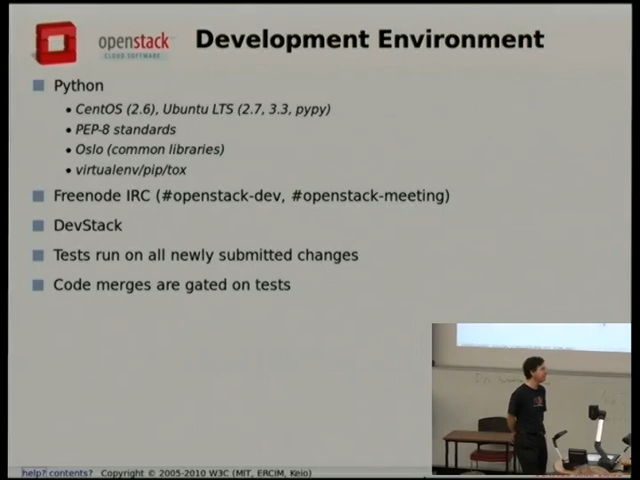 openstack
CLOUD SOFTWARE
Development Environment
Python
• CentOS (2.6), Ubuntu LTS (2.7, 3.3, pypy)
• PEP-8 standards
• Oslo (common libraries)
• virtualenv/pip/tox
Freenode IRC (#openstack-dev, #openstack-meeting)
DevStack
Tests run on all newly submitted changes
Code merges are gated on tests
help? contents? Copyright © 2005-2010 W3C (MIT, ERCIM, Keio)